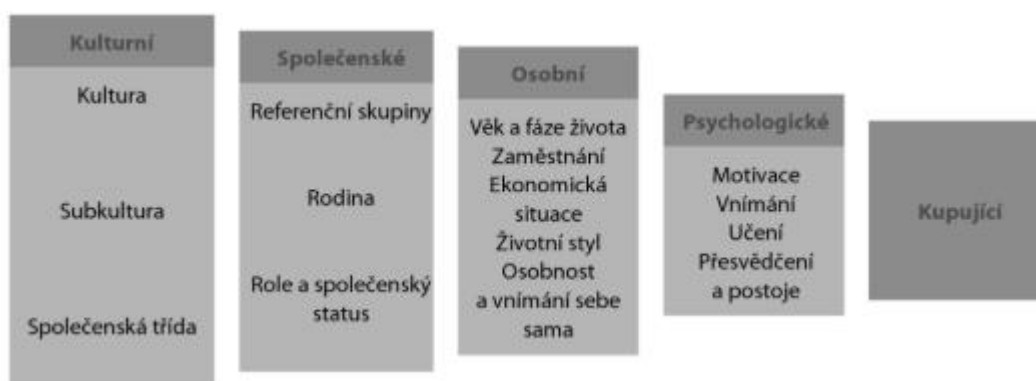 Kulturní
Kultura
Subkultura
Společenská třída
Společenské
Referenční skupiny
Rodina
Role a společenský
status
Osobní
Věk a fáze života
Zaměstnání
Ekonomická
situace
Životní styl
Osobnost
a vnímání sebe
sama
Psychologické
Motivace
Vnímání
Učení
Přesvědčení
a postoje
Kupující